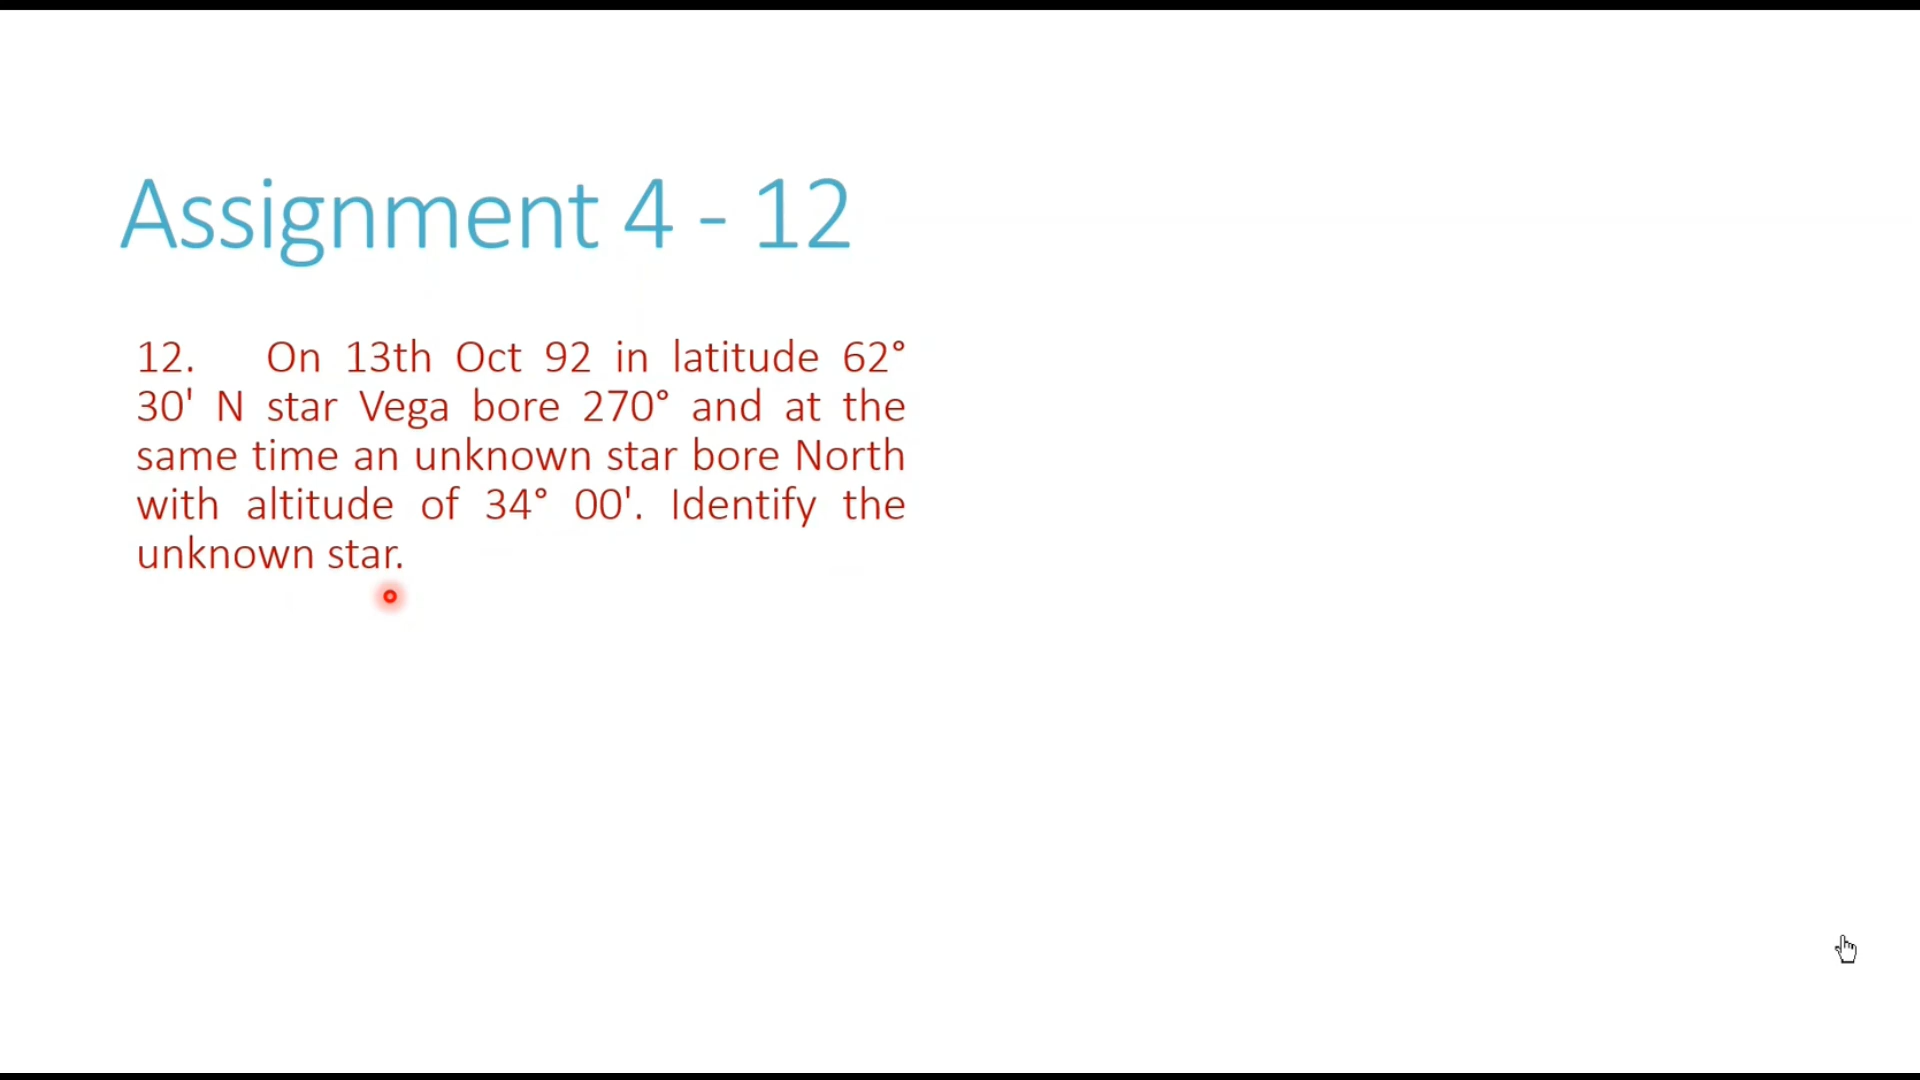 Assignment 4 - 12
12. On 13th Oct 92 in latitude 62°
30' N star Vega bore 270° and at the
same time an unknown star bore North
with altitude of 34° 00'. Identify the
unknown star.